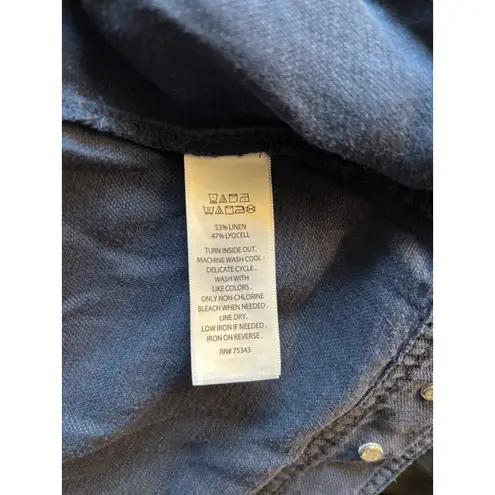 53% LINEN
47% LYOCELL
TURN INSIDE OUT.
MACHINE WASH COOL -
DELICATE CYCLE .
WASH WITH
LIKE COLORS .
ONLY NON-CHLORINE
BLEACH WHEN NEEDED .
LINE DRY.
LOW IRON IF NEEDED .
IRON ON REVERSE .
RN# 75343